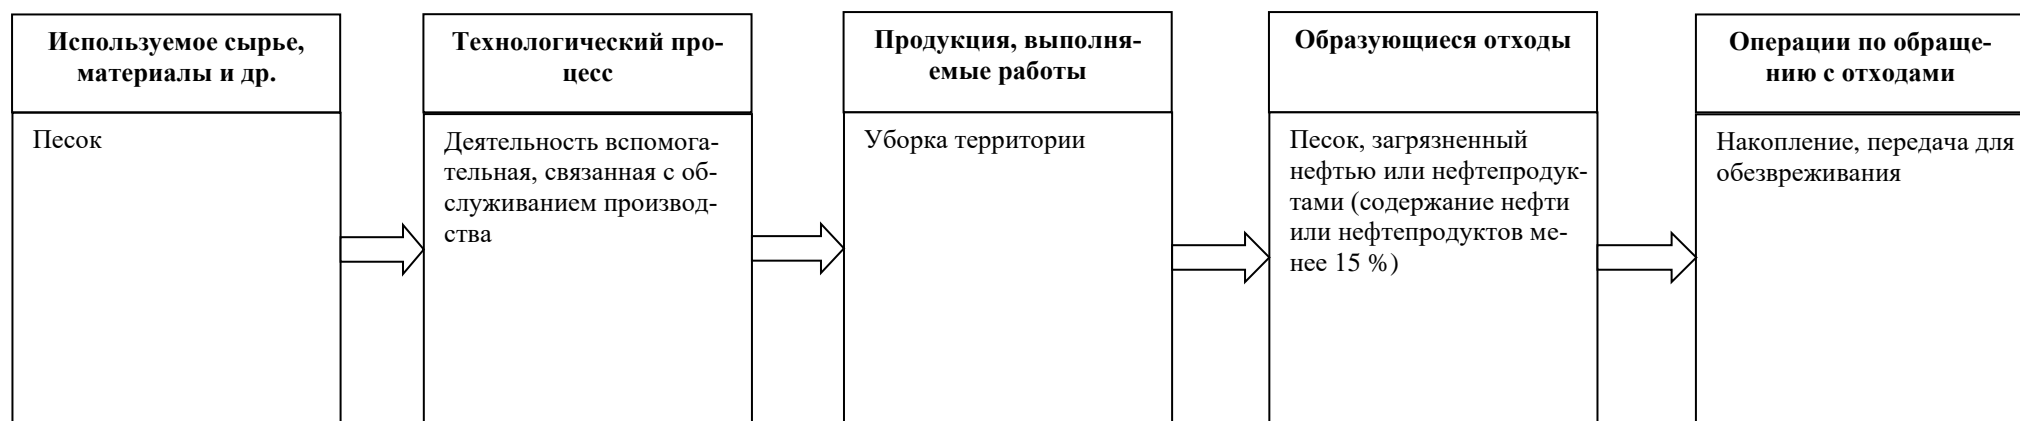 Используемое сырье,
материалы и др.
Песок
Технологический про-
цесс
Деятельность вспомога-
тельная, связанная с об-
служиванием производ-
ства
Продукция, выполня-
емые работы
Уборка территории
Образующиеся отходы
Песок, загрязненный
нефтью или нефтепродук-
тами (содержание нефти
или нефтепродуктов ме-
нее 15 %)
Операции по обраще-
нию с отходами
Накопление, передача для
обезвреживания